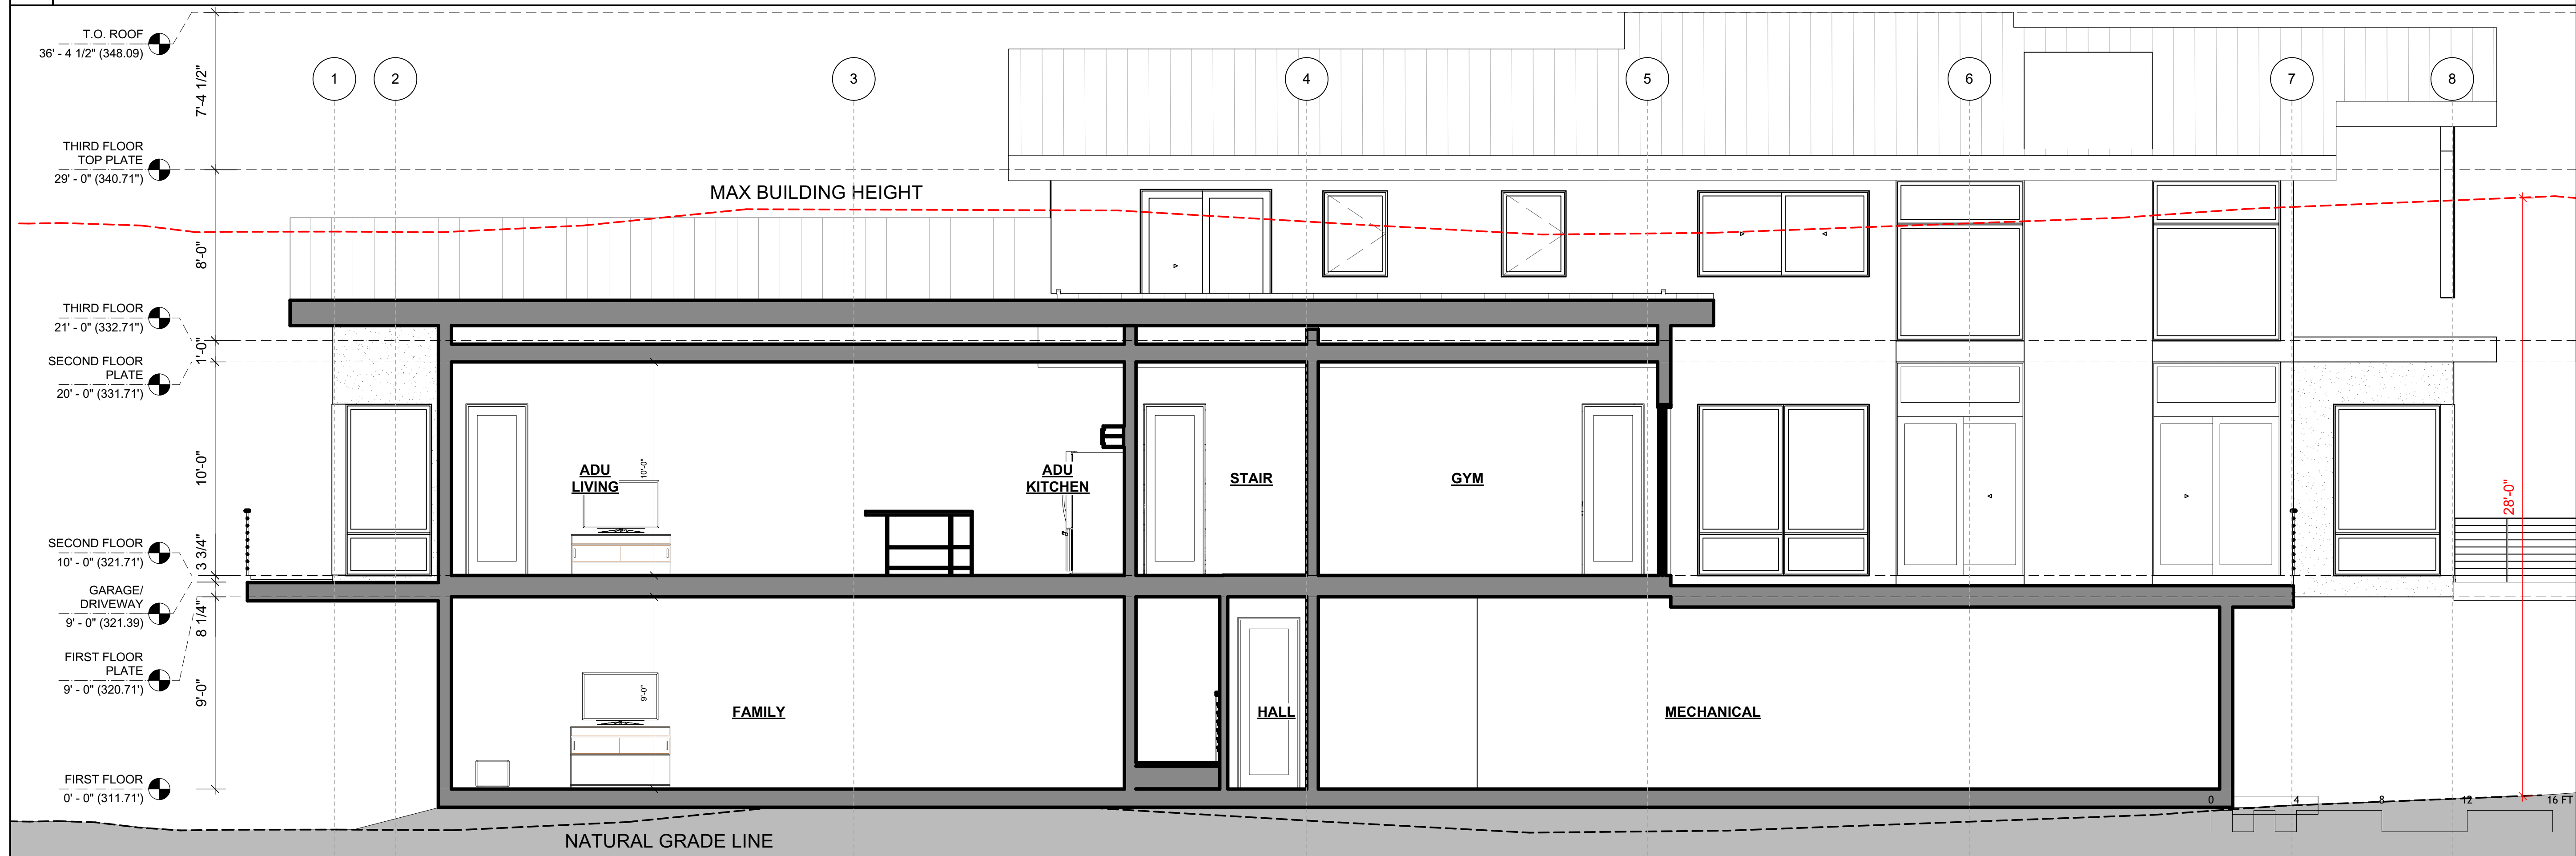 T.O. ROOF
36' - 4 1/2" (348.09)
7'-4 1/2"
1
2
3
4
5
6
7
8
THIRD FLOOR
TOP PLATE
29' - 0" (340.71")
MAX BUILDING HEIGHT
8'-0"
THIRD FLOOR
21' - 0" (332.71")
1'-0"
SECOND FLOOR
PLATE
20' - 0" (331.71')
10'-0"
ADU
LIVING
10'-0"
ADU
KITCHEN
STAIR
GYM
28'-0"
SECOND FLOOR
10' - 0" (321.71')
3 3/4"
GARAGE/
DRIVEWAY
9' - 0" (321.39)
8 1/4"
FIRST FLOOR
PLATE
9' - 0" (320.71')
9'-0"
9'-0"
FAMILY
HALL
MECHANICAL
FIRST FLOOR
0' - 0" (311.71')
0 4 8 12 16 FT
NATURAL GRADE LINE